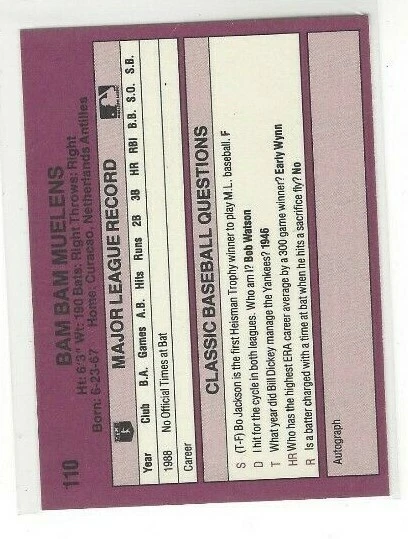 110
BAM BAM MUELENS
Ht: 6'3" Wt: 190 Bats: Right Throws: Right
Born: 6-23-67
Home: Curacao, Netherlands Antilles
MAJOR LEAGUE RECORD
Year Club B.A. Games A.B. Hits Runs 2B 3B HR RBI B.B. S.O. S.B.
1988 No Official Times at Bat
Career
CLASSIC BASEBALL QUESTIONS
S (T-F) Bo Jackson is the first Heisman Trophy winner to play M.L. baseball. F
D I hit for the cycle in both leagues. Who am I? Bob Watson
T What year did Bill Dickey manage the Yankees? 1946
HR Who has the highest ERA career average by a 300 game winner? Early Wynn
R Is a batter charged with a time at bat when he hits a sacrifice fly? No
Autograph